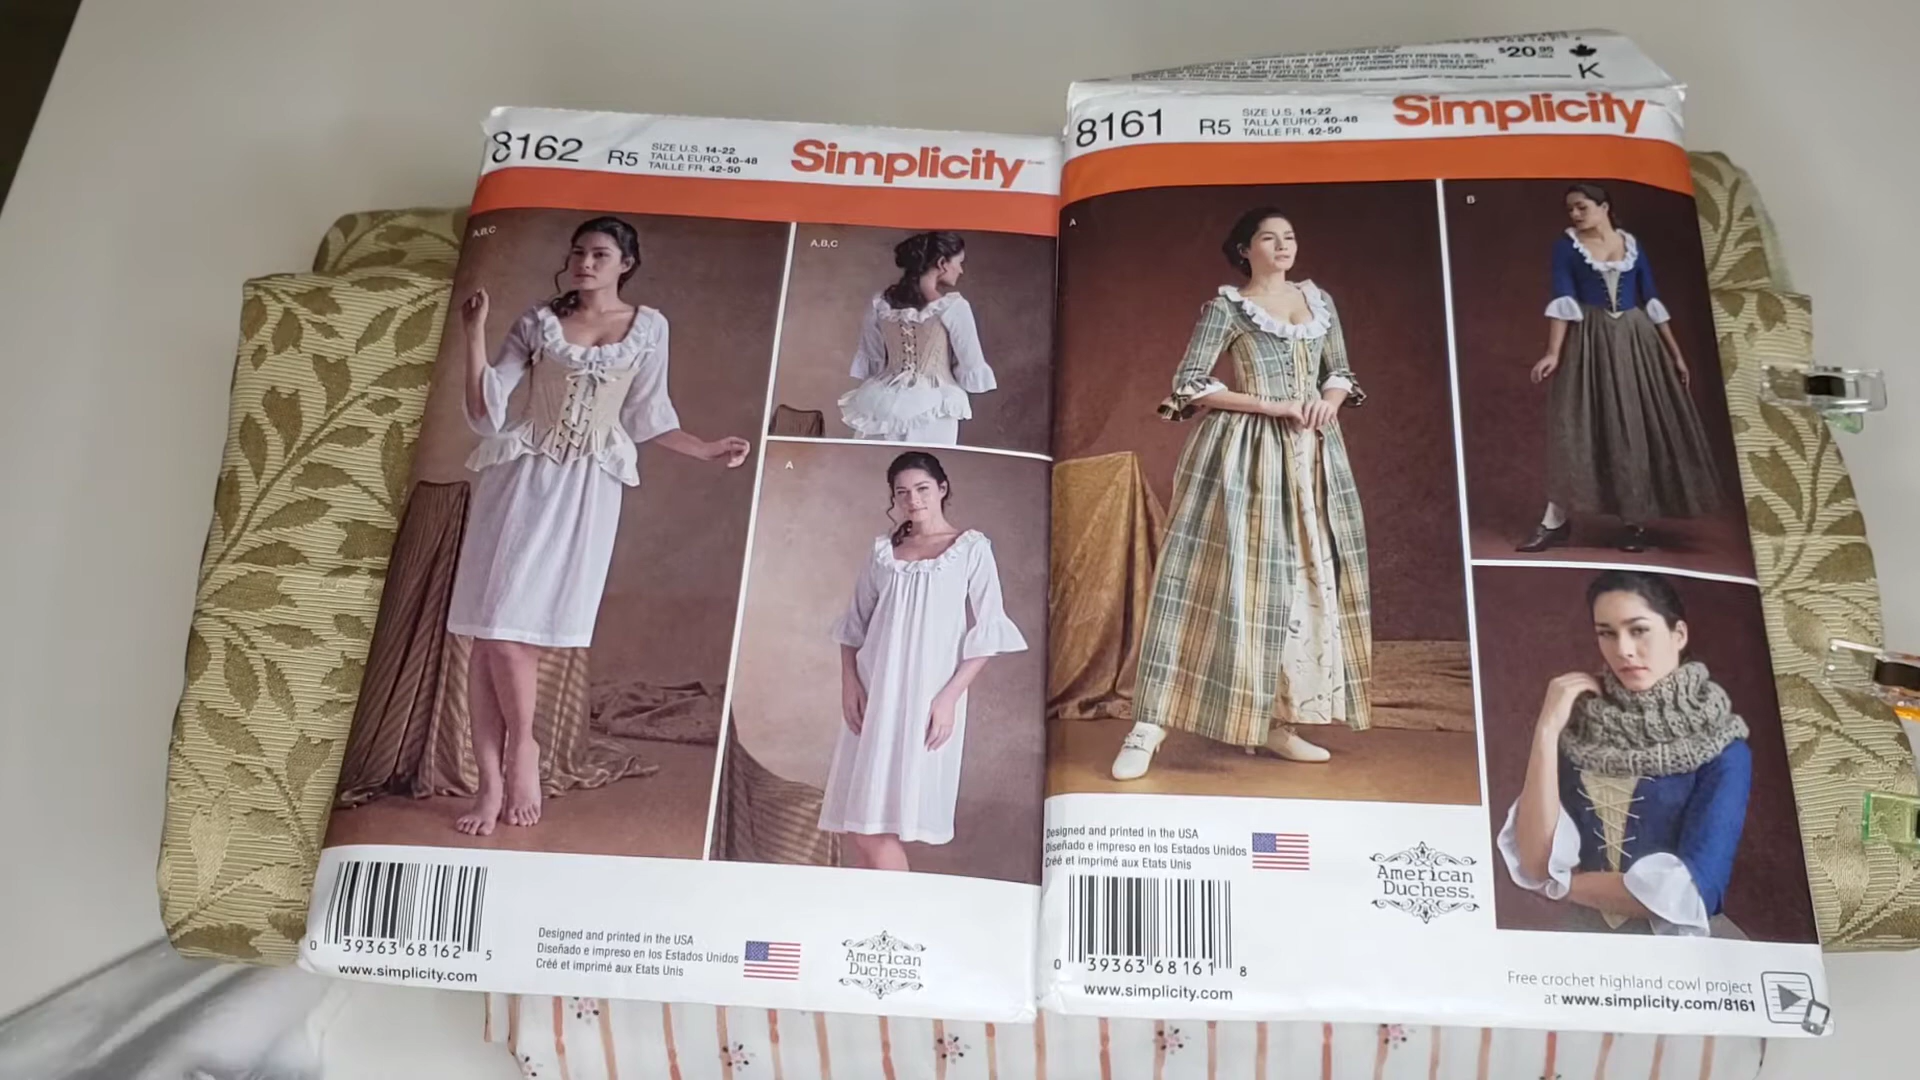 8162
R5
SIZE U.S. 14-22
TALLA EURO. 40-48
TAILLE FR. 42-50
Simplicity
A,B,C
A,B,C
A
0 39363 68162 5
www.simplicity.com
Designed and printed in the USA
Diseñado e impreso en los Estados Unidos
Créé et imprimé aux Etats Unis
American
Duchess.
$20.95
K
8161
R5
SIZE U.S. 14-22
TALLA EURO. 40-48
TAILLE FR. 42-50
Simplicity
A
B
Designed and printed in the USA
Diseñado e impreso en los Estados Unidos
Créé et imprimé aux Etats Unis
American
Duchess.
0 39363 68161 8
www.simplicity.com
Free crochet highland cowl project
at www.simplicity.com/8161